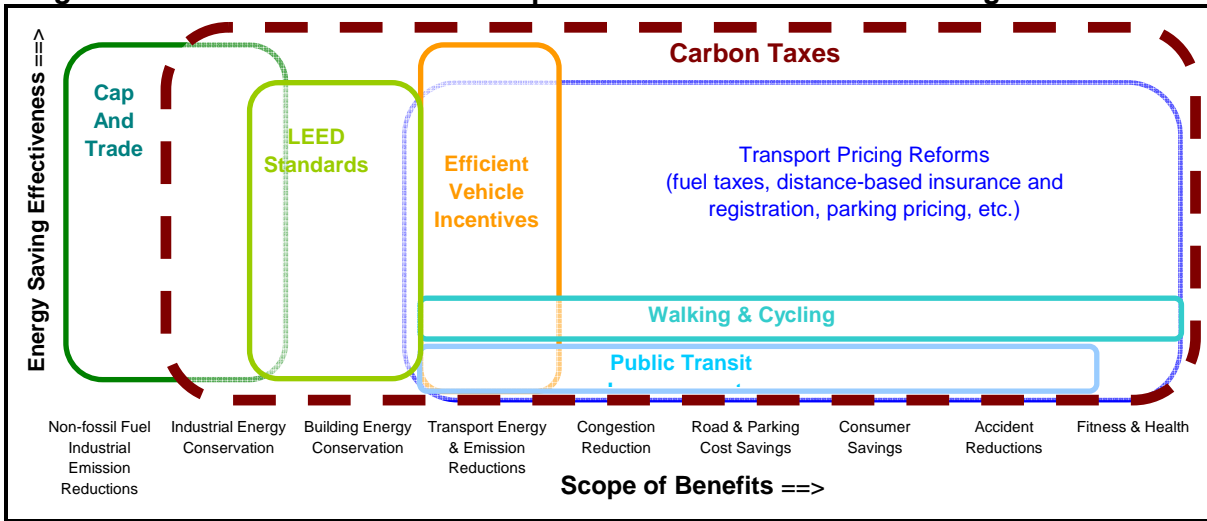 Carbon Taxes
Energy Saving Effectiveness ==>
Cap
And
Trade
LEED
Standards
Efficient
Vehicle
Incentives
Transport Pricing Reforms
(fuel taxes, distance-based insurance and
registration, parking pricing, etc.)
Walking & Cycling
Public Transit
Non-fossil Fuel
Industrial
Emission
Reductions
Industrial Energy
Conservation
Building Energy
Conservation
Transport Energy
& Emission
Reductions
Congestion
Reduction
Road & Parking
Cost Savings
Consumer
Savings
Accident
Reductions
Fitness & Health
Scope of Benefits ==>